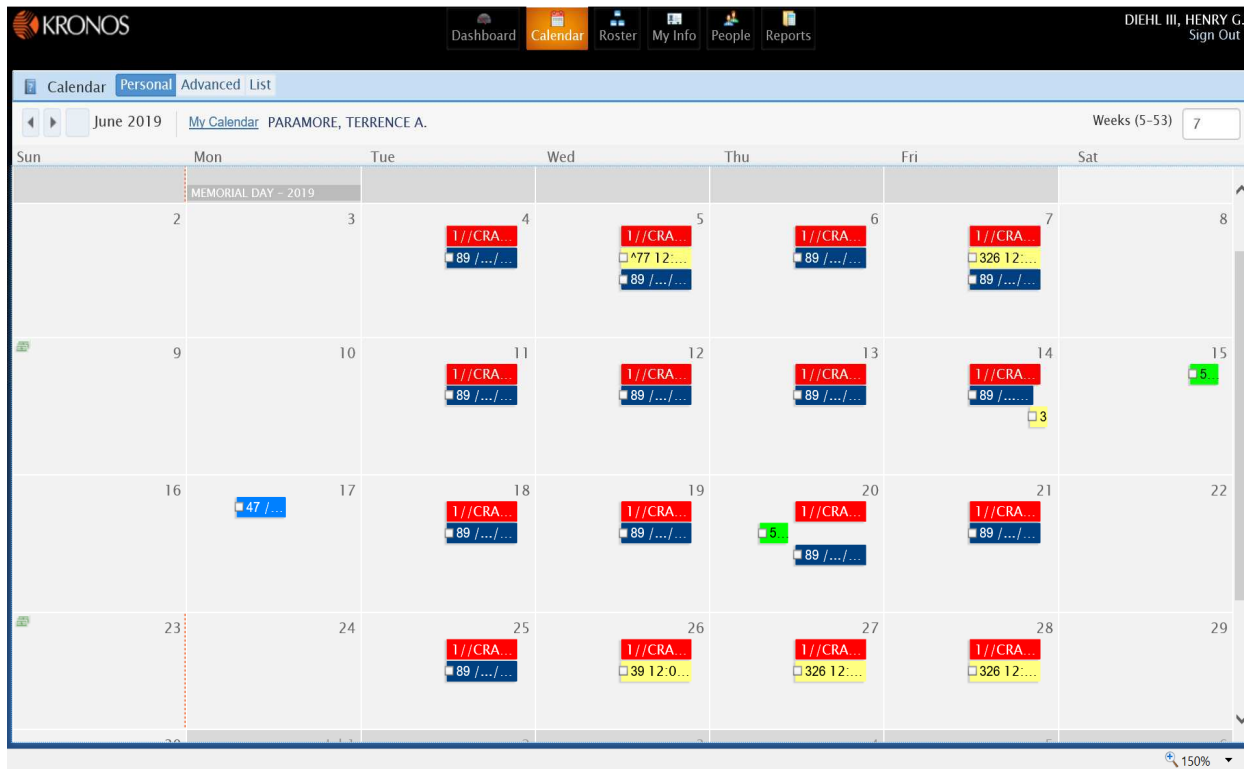 KRONOS
Dashboard Calendar Roster My Info People Reports
DIEHL III, HENRY G.
Sign Out
Calendar Personal Advanced List
June 2019 My Calendar PARAMORE, TERRENCE A. Weeks (5-53) 7
Sun Mon Tue Wed Thu Fri Sat
MEMORIAL DAY - 2019
2 3 4 5 6 7 8
1//CRA... 1//CRA... 1//CRA... 1//CRA...
89 /.../... ^77 12:... 89 /.../... 326 12:...
89 /.../... 89 /.../...
9 10 11 12 13 14 15
1//CRA... 1//CRA... 1//CRA... 1//CRA... 5...
89 /.../... 89 /.../... 89 /.../... 89 /......
3
16 17 18 19 20 21 22
47 /... 1//CRA... 1//CRA... 1//CRA... 1//CRA...
89 /.../... 89 /.../... 5... 89 /.../...
89 /.../...
23 24 25 26 27 28 29
1//CRA... 1//CRA... 1//CRA... 1//CRA...
89 /.../... 39 12:0... 326 12:... 326 12:...
150%